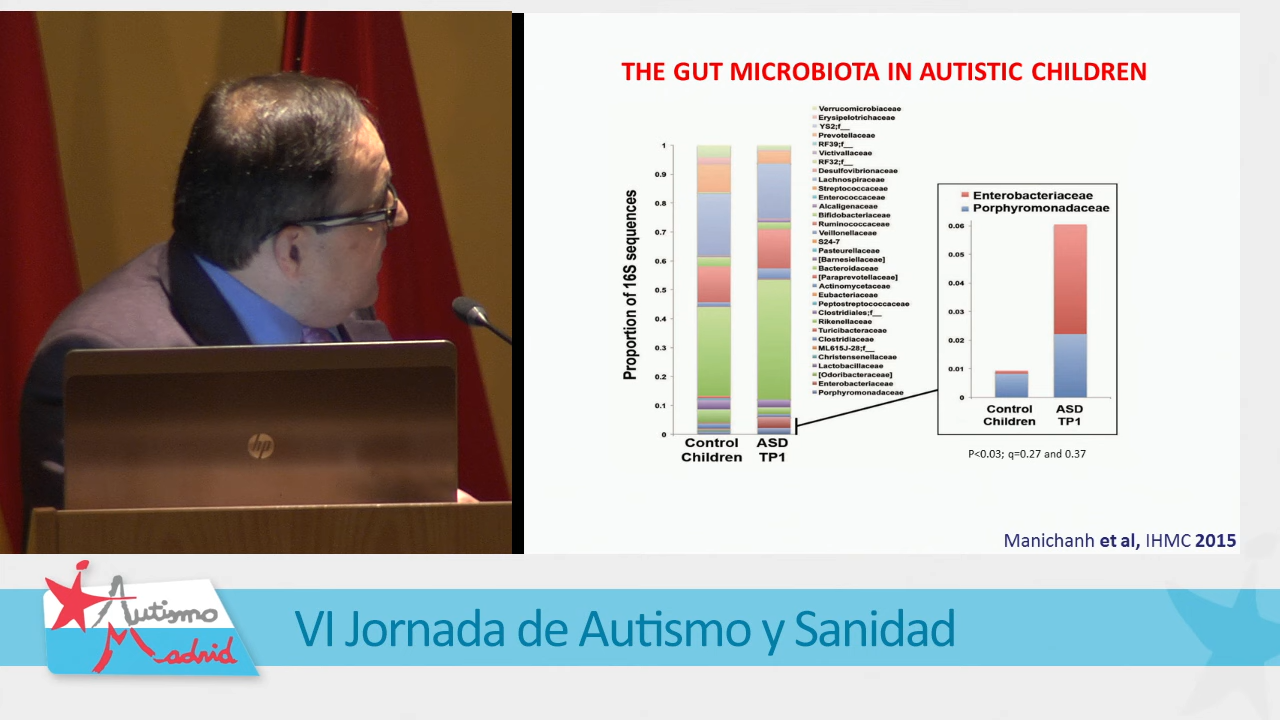 THE GUT MICROBIOTA IN AUTISTIC CHILDREN
Proportion of 16S sequences
1
0.9
0.8
0.7
0.6
0.5
0.4
0.3
0.2
0.1
0
Control
Children
ASD
TP1
Verrucomicrobiaceae
Erysipelotrichaceae
YS2;f__
Prevotellaceae
RF39;f__
Victivallaceae
RF32;f__
Desulfovibrionaceae
Lachnospiraceae
Streptococcaceae
Enterococcaceae
Alcaligenaceae
Bifidobacteriaceae
Ruminococcaceae
Veillonellaceae
S24-7
Pasteurellaceae
[Barnesiellaceae]
Bacteroidaceae
[Paraprevotellaceae]
Actinomycetaceae
Eubacteriaceae
Peptostreptococcaceae
Clostridiales;f__
Rikenellaceae
Turicibacteraceae
Clostridiaceae
ML615J-28;f__
Christensenellaceae
Lactobacillaceae
[Odoribacteraceae]
Enterobacteriaceae
Porphyromonadaceae
Enterobacteriaceae
Porphyromonadaceae
0.06
0.05
0.04
0.03
0.02
0.01
0
Control
Children
ASD
TP1
P<0.03; q=0.27 and 0.37
Manichanh et al, IHMC 2015
hp
Autismo
Madrid
VI Jornada de Autismo y Sanidad